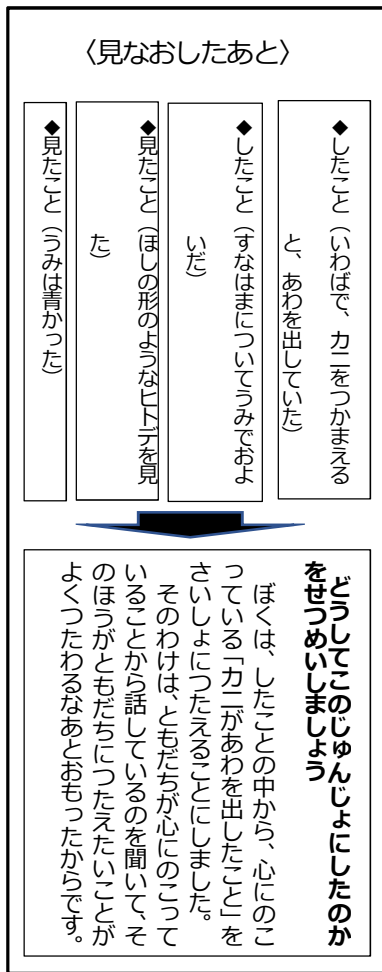 〈見なおしたあと〉
◆したこと（いわばで、カニをつかまえる
と、あわを出していた）
◆したこと（すなはまについてうみでおよ
いだ）
◆見たこと（ほしの形のようなヒトデを見
た）
◆見たこと（うみは青かった）
どうしてこのじゅんじょにしたのか
をせつめいしましょう
ぼくは、したことの中から、心にのこ
っている「カニがあわを出したこと」を
さいしょにつたえることにしました。
そのわけは、ともだちが心にのこって
いることから話しているのを聞いて、そ
のほうがともだちにつたえたいことが
よくつたわるなあとおもったからです。